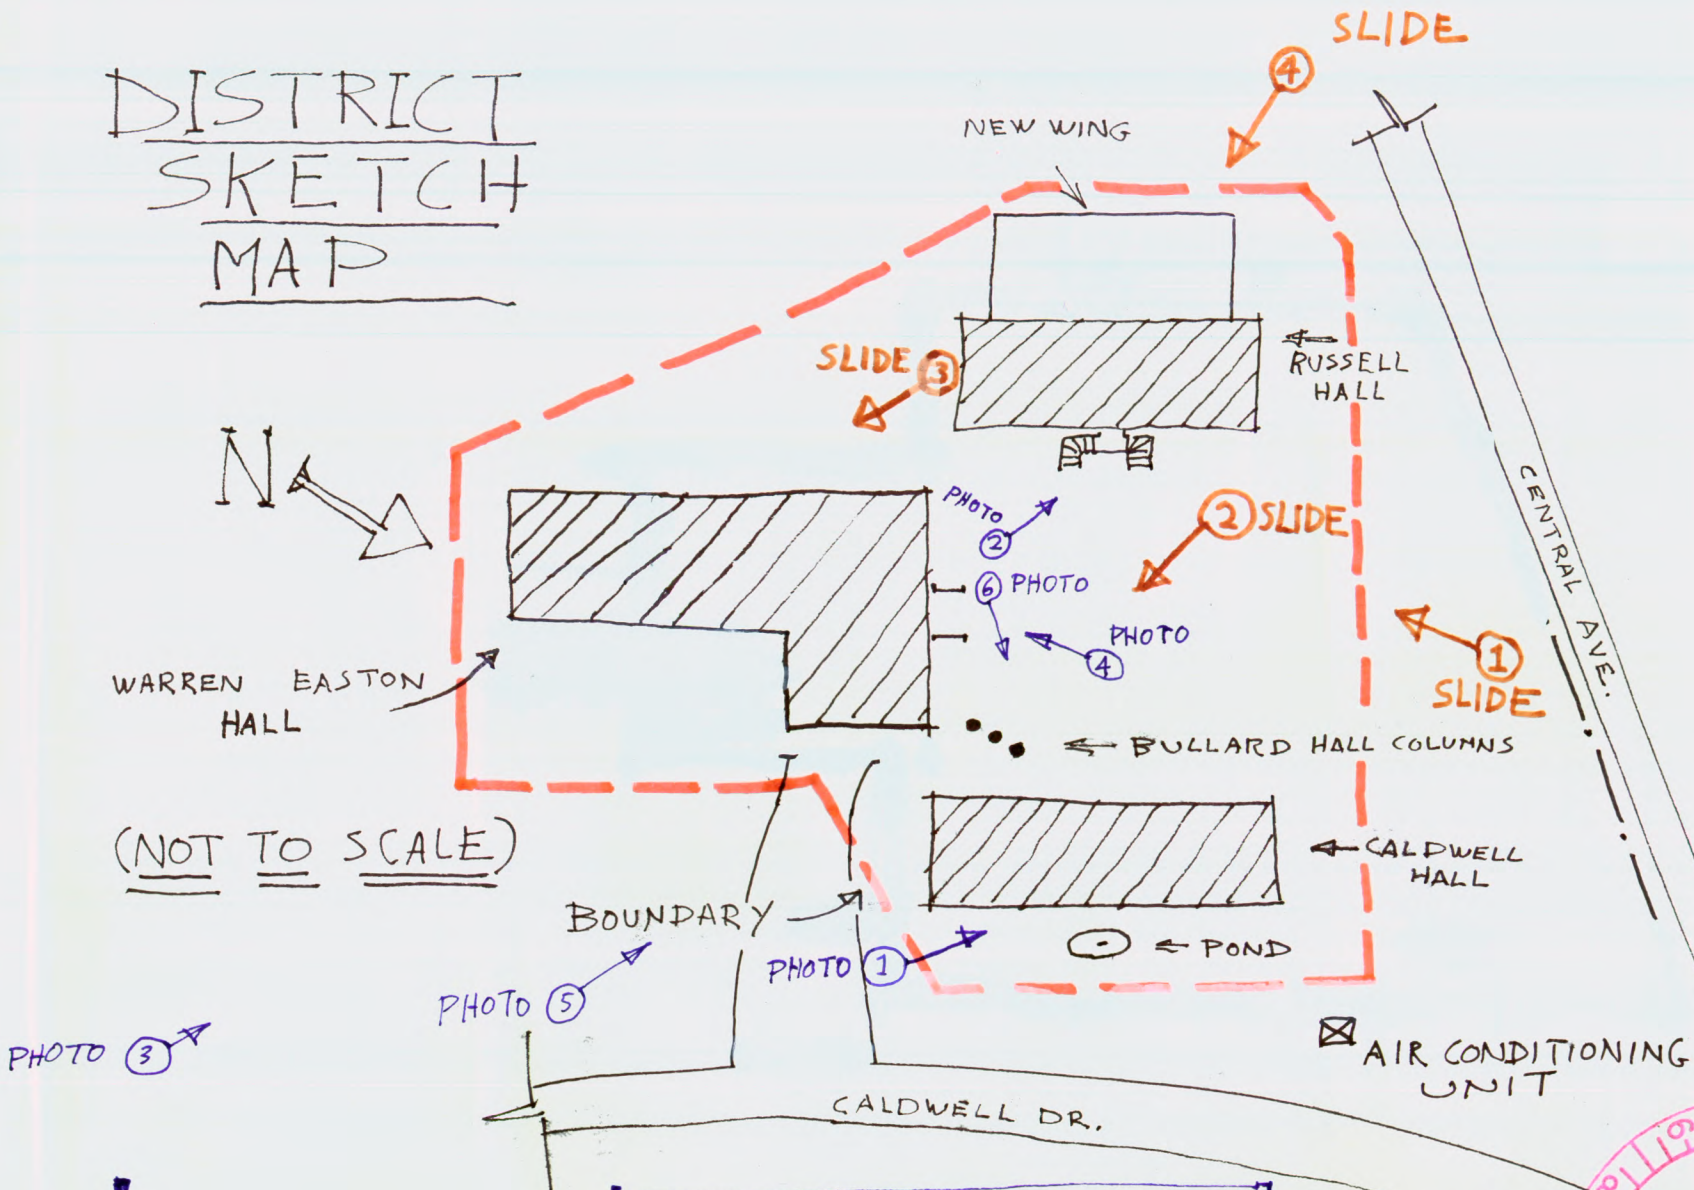 DISTRICT
SKETCH
MAP
SLIDE
4
NEW WING
SLIDE 3
RUSSELL
HALL
N
PHOTO
2
2 SLIDE
6 PHOTO
PHOTO
4
CENTRAL AVE.
1
SLIDE
WARREN EASTON
HALL
BULLARD HALL COLUMNS
(NOT TO SCALE)
CALDWELL
HALL
BOUNDARY
POND
PHOTO 1
PHOTO 5
PHOTO 3
AIR CONDITIONING
UNIT
CALDWELL DR.